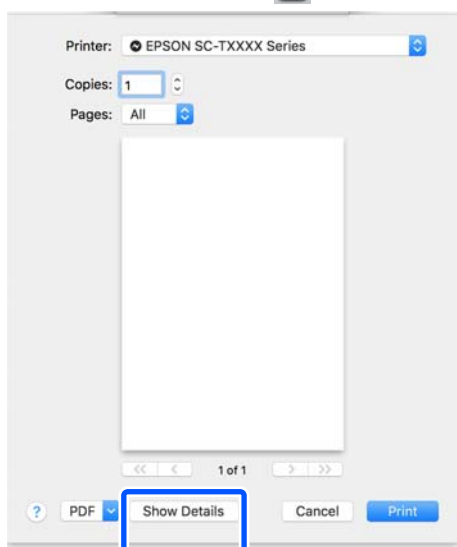 Printer: EPSON SC-TXXXX Series
Copies: 1
Pages: All
<< < 1 of 1 > >>
? PDF Show Details Cancel Print